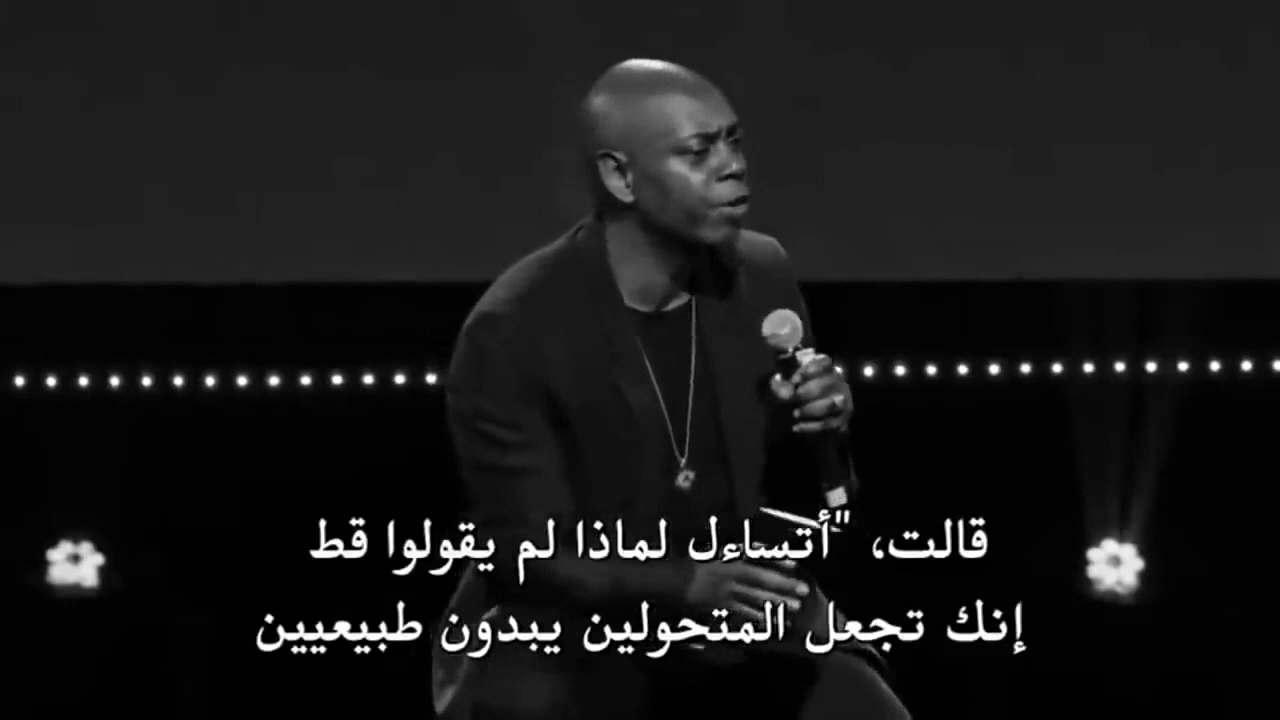 قالت، "أتساءل لماذا لم يقولوا قط
إنك تجعل المتحولين يبدون طبيعيين